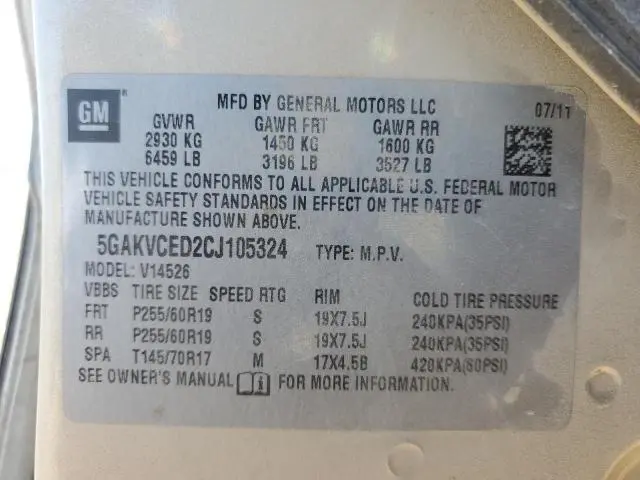 GM
MFD BY GENERAL MOTORS LLC 07/11
GVWR GAWR FRT GAWR RR
2930 KG 1450 KG 1600 KG
6459 LB 3196 LB 3527 LB
THIS VEHICLE CONFORMS TO ALL APPLICABLE U.S. FEDERAL MOTOR
VEHICLE SAFETY STANDARDS IN EFFECT ON THE DATE OF
MANUFACTURE SHOWN ABOVE.
5GAKVCED2CJ105324 TYPE: M.P.V.
MODEL: V14526
VBBS TIRE SIZE SPEED RTG RIM COLD TIRE PRESSURE
FRT P255/60R19 S 19X7.5J 240KPA(35PSI)
RR P255/60R19 S 19X7.5J 240KPA(35PSI)
SPA T145/70R17 M 17X4.5B 420KPA(60PSI)
SEE OWNER'S MANUAL FOR MORE INFORMATION.